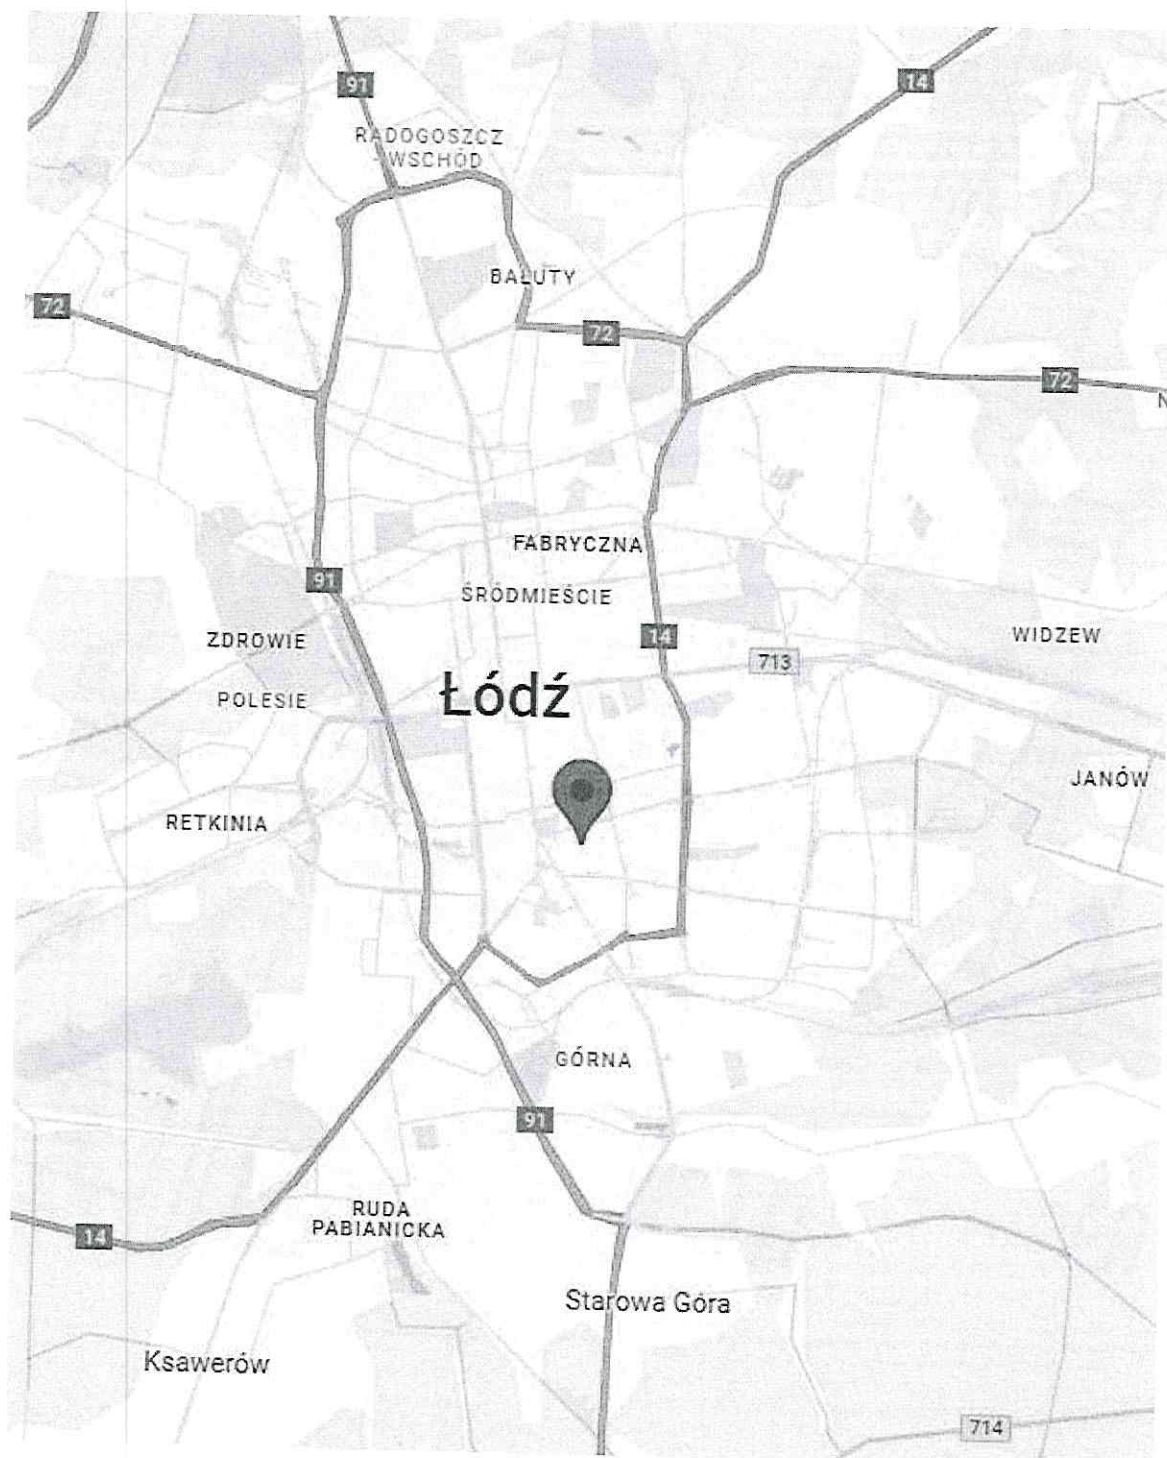 91
14
RADOGOSZCZ
- WSCHÓD
BAŁUTY
72
72
72
N
FABRYCZNA
91
ŚRÓDMIEŚCIE
ZDROWIE
14
WIDZEW
713
POLESIE
Łódź
JANÓW
RETKINIA
GÓRNA
91
RUDA
PABIANICKA
14
Starowa Góra
Ksawerów
714